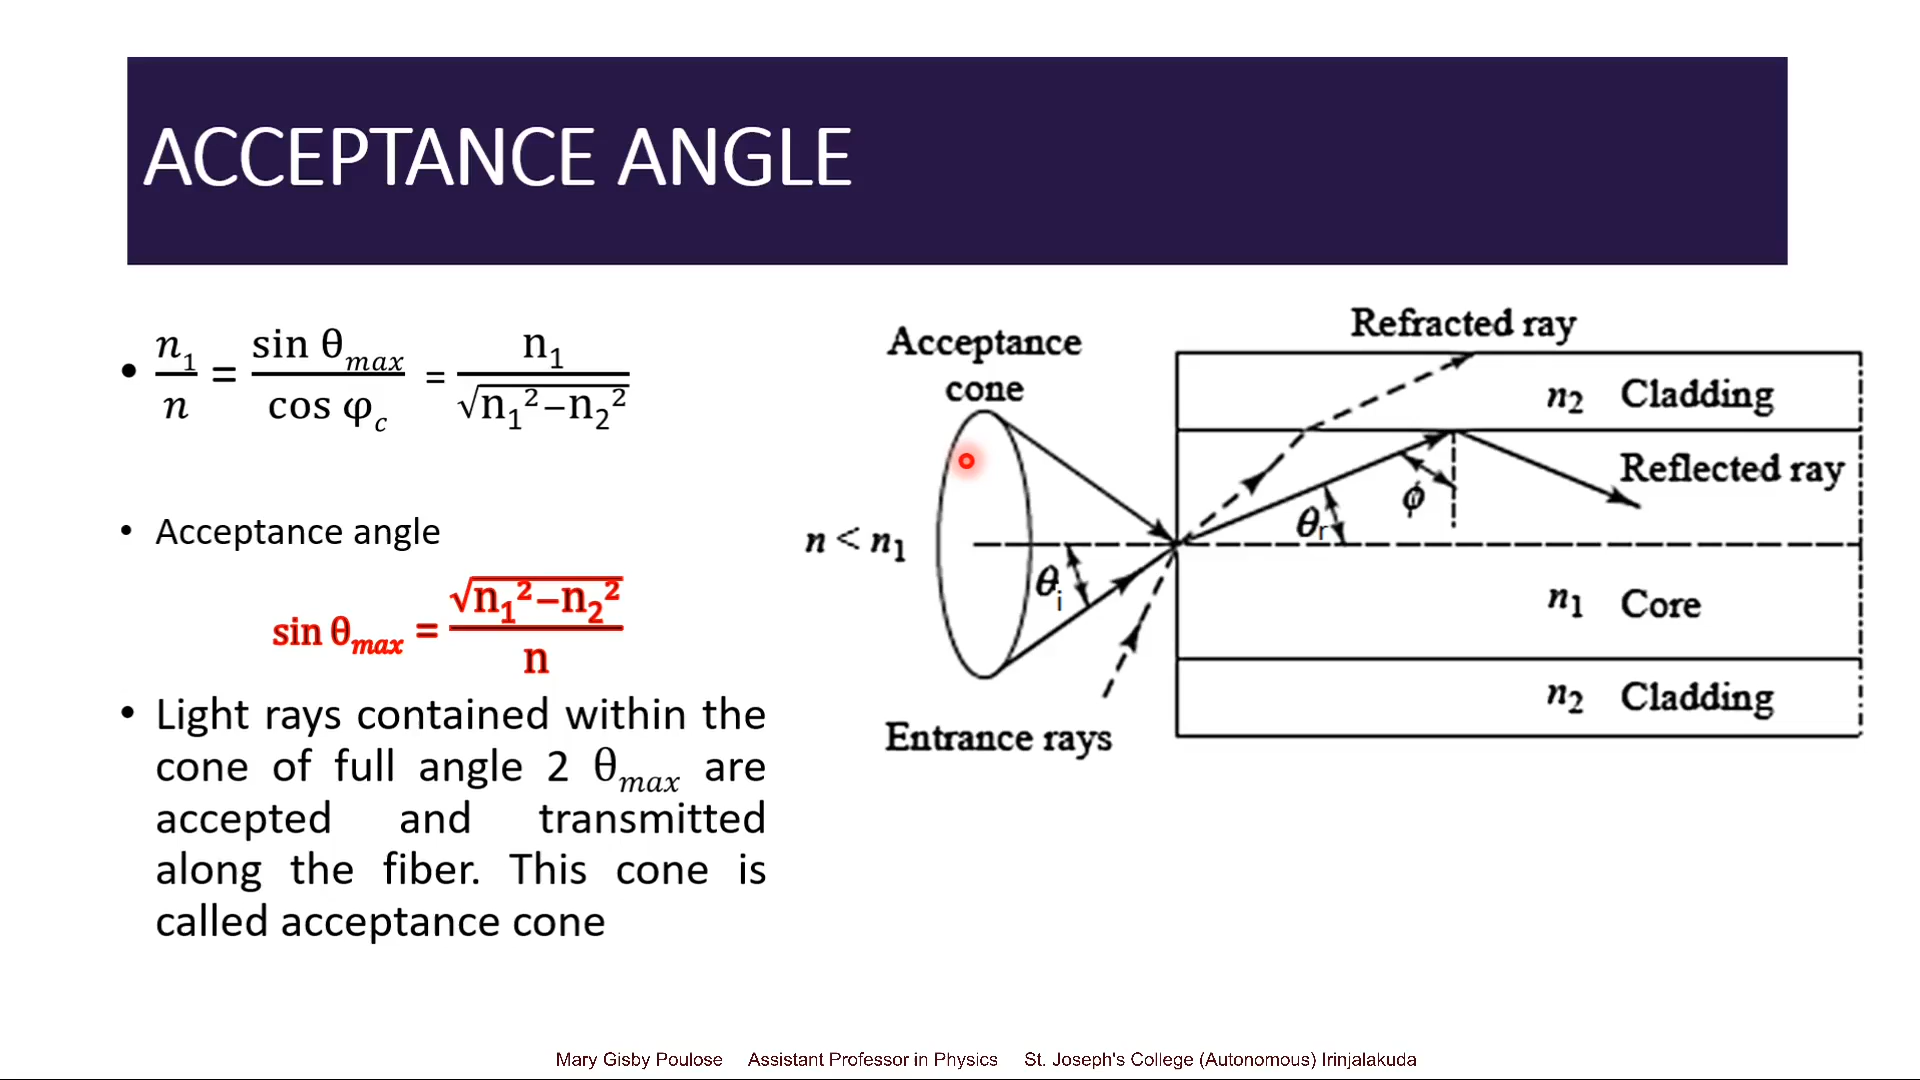 ACCEPTANCE ANGLE
• n₁/n = sin θₘₐₓ/cos φ_c = n₁/√n₁²−n₂²
• Acceptance angle
sin θₘₐₓ = √n₁²−n₂²/n
• Light rays contained within the
cone of full angle 2 θₘₐₓ are
accepted and transmitted
along the fiber. This cone is
called acceptance cone
Acceptance
cone
n < n₁
θi
Entrance rays
Refracted ray
n₂ Cladding
Reflected ray
ϕ
θr
n₁ Core
n₂ Cladding
Mary Gisby Poulose Assistant Professor in Physics St. Joseph's College (Autonomous) Irinjalakuda